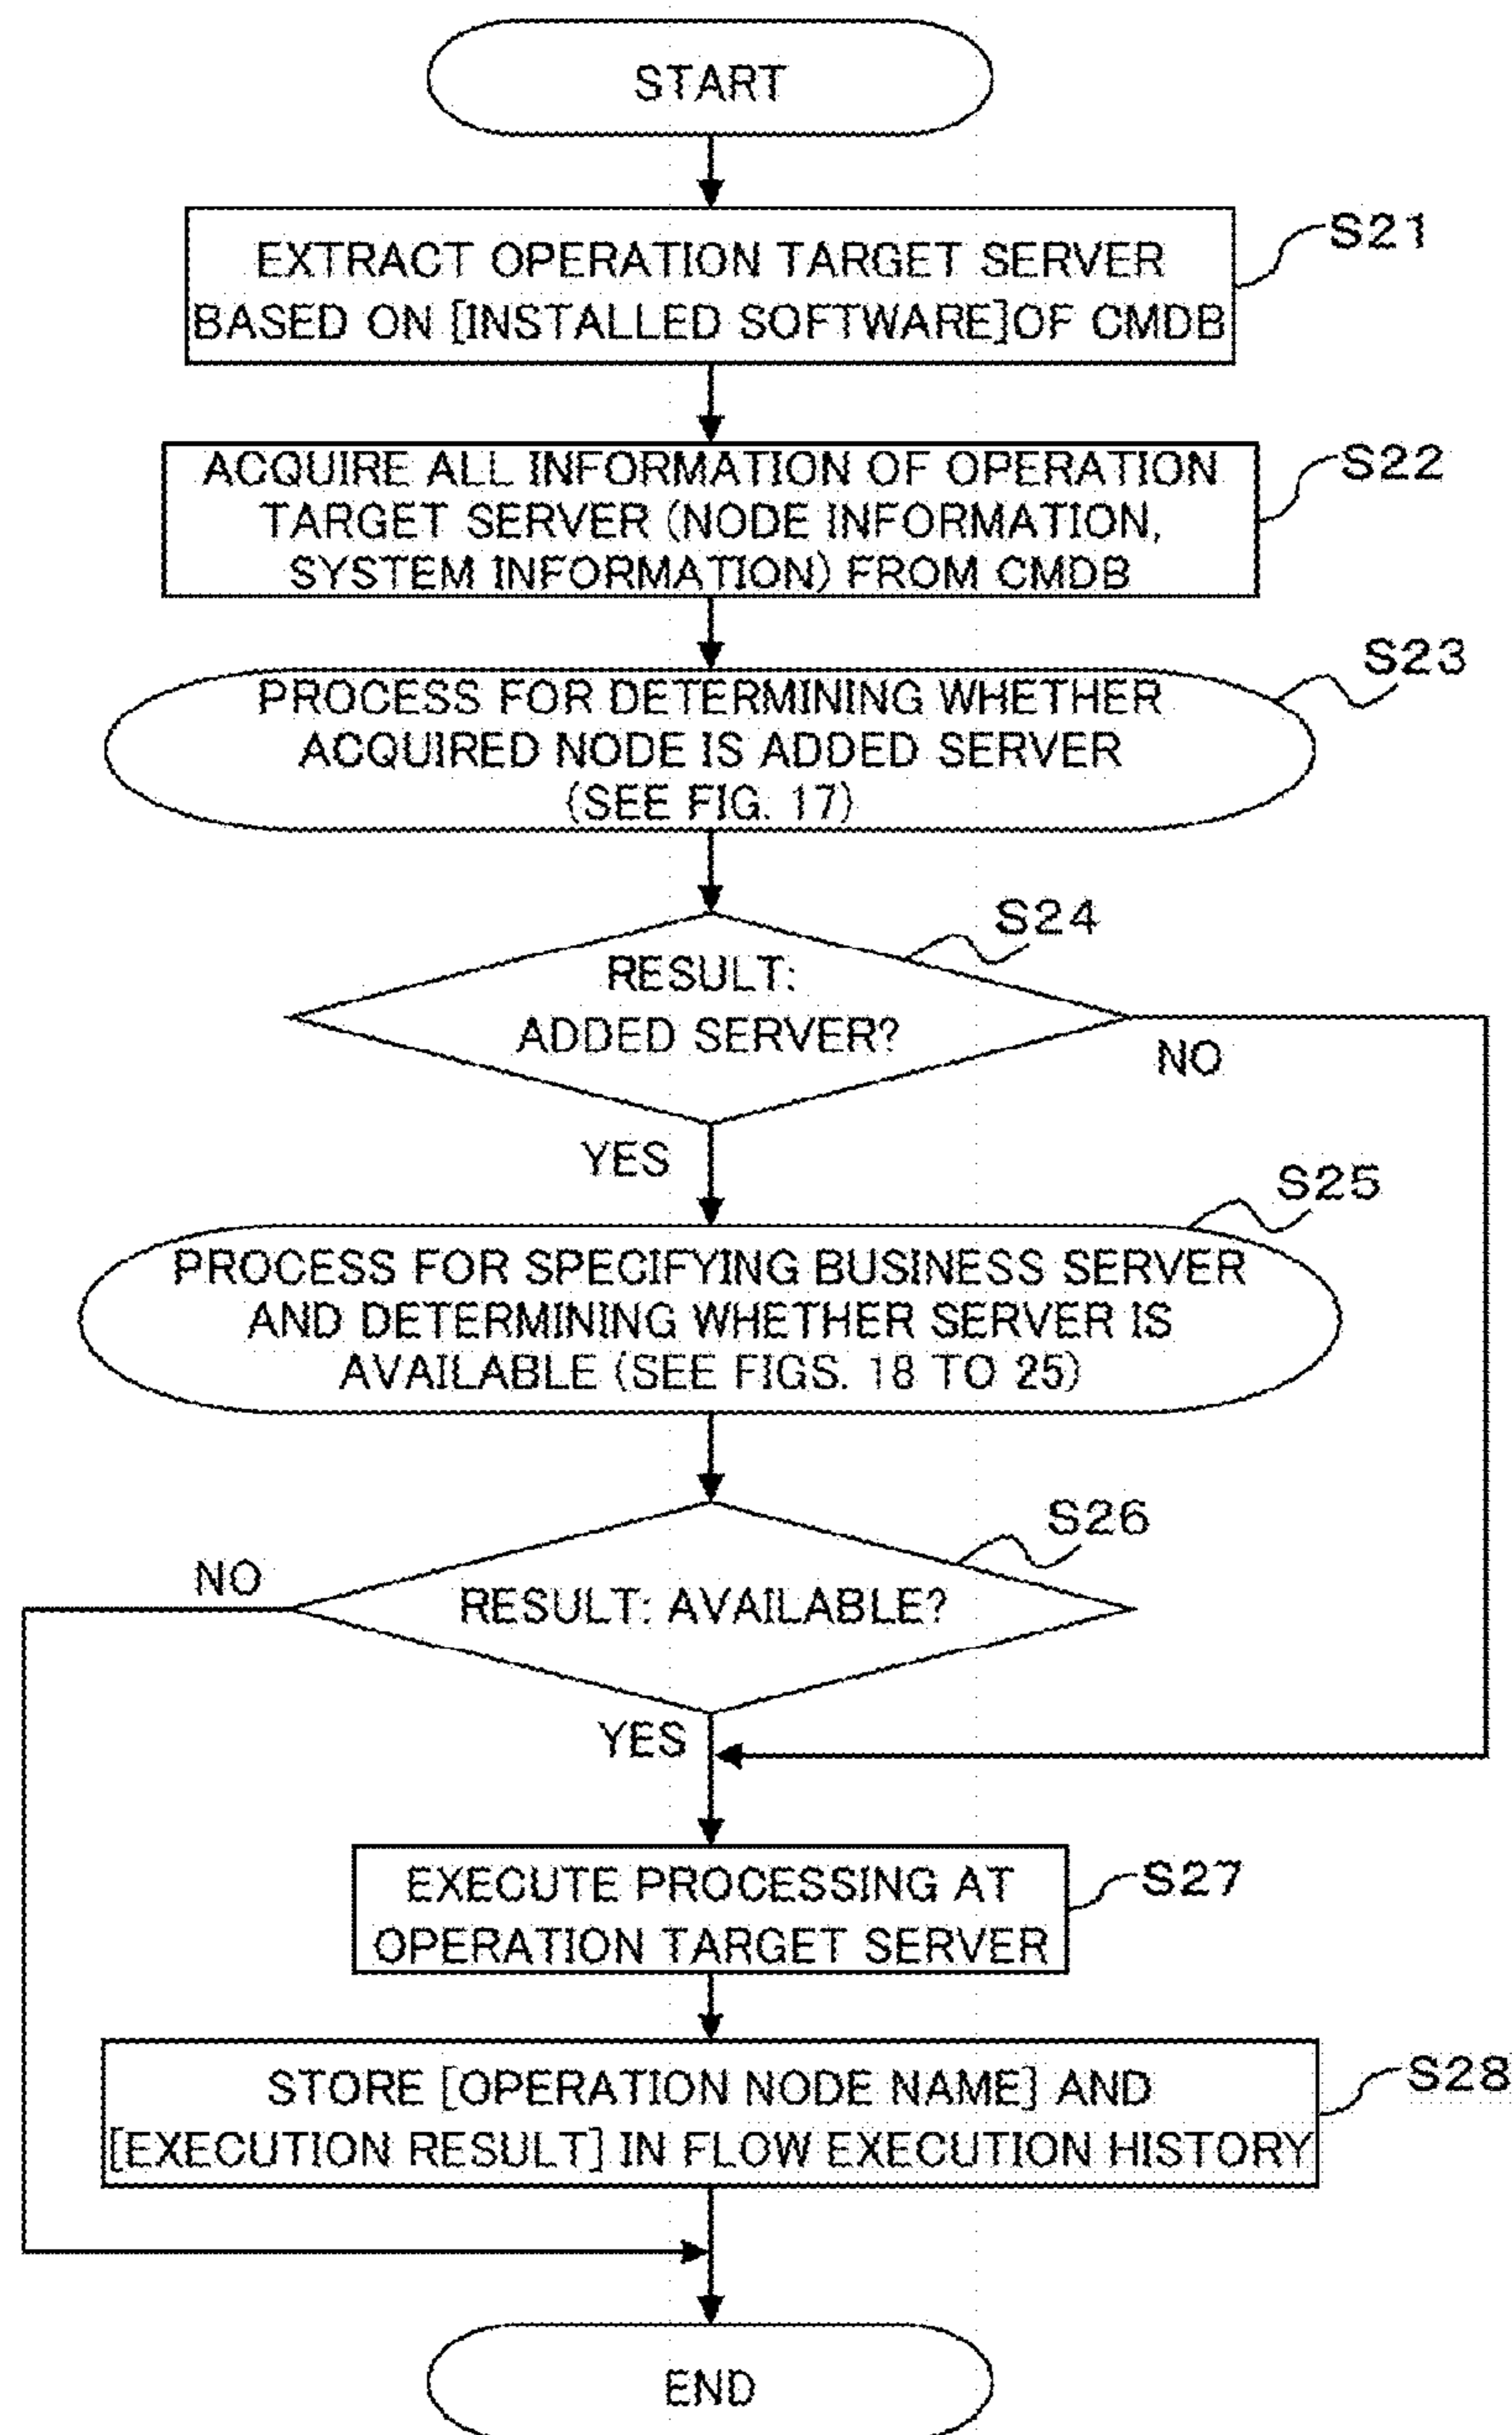 START
EXTRACT OPERATION TARGET SERVER
BASED ON [INSTALLED SOFTWARE]OF CMDB
S21
ACQUIRE ALL INFORMATION OF OPERATION
TARGET SERVER (NODE INFORMATION,
SYSTEM INFORMATION) FROM CMDB
S22
PROCESS FOR DETERMINING WHETHER
ACQUIRED NODE IS ADDED SERVER
(SEE FIG. 17)
S23
RESULT:
ADDED SERVER?
S24
NO
YES
PROCESS FOR SPECIFYING BUSINESS SERVER
AND DETERMINING WHETHER SERVER IS
AVAILABLE (SEE FIGS. 18 TO 25)
S25
RESULT: AVAILABLE?
S26
NO
YES
EXECUTE PROCESSING AT
OPERATION TARGET SERVER
S27
STORE [OPERATION NODE NAME] AND
[EXECUTION RESULT] IN FLOW EXECUTION HISTORY
S28
END